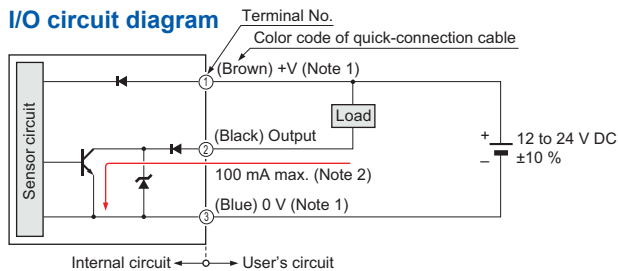 I/O circuit diagram
Terminal No.
Color code of quick-connection cable
1
(Brown) +V (Note 1)
Sensor circuit
Load
(Black) Output
2
+
12 to 24 V DC
–
±10 %
100 mA max. (Note 2)
(Blue) 0 V (Note 1)
3
Internal circuit
User's circuit